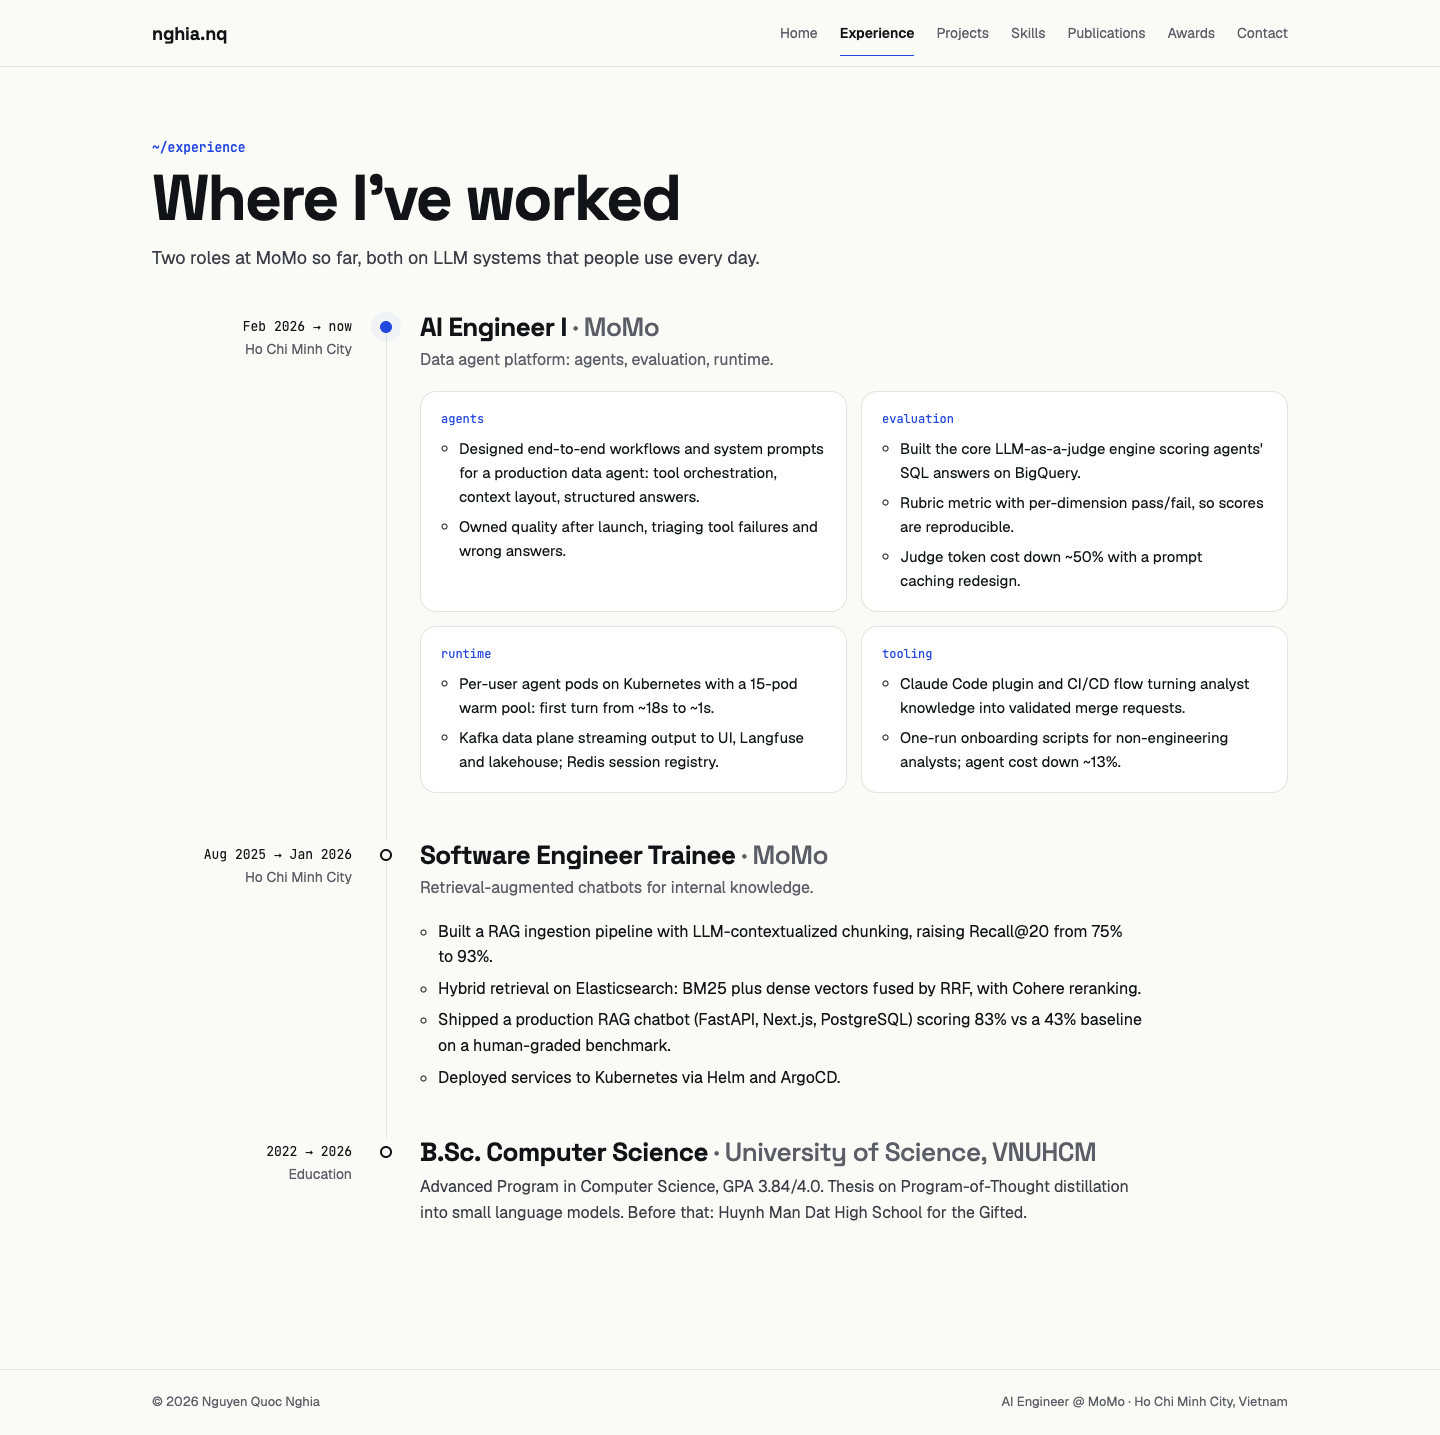 nghia.nq
Home Experience Projects Skills Publications Awards Contact
~/experience
Where I've worked
Two roles at MoMo so far, both on LLM systems that people use every day.
Feb 2026 → now
Ho Chi Minh City
AI Engineer I · MoMo
Data agent platform: agents, evaluation, runtime.
agents
Designed end-to-end workflows and system prompts
for a production data agent: tool orchestration,
context layout, structured answers.
Owned quality after launch, triaging tool failures and
wrong answers.
evaluation
Built the core LLM-as-a-judge engine scoring agents'
SQL answers on BigQuery.
Rubric metric with per-dimension pass/fail, so scores
are reproducible.
Judge token cost down ~50% with a prompt
caching redesign.
runtime
Per-user agent pods on Kubernetes with a 15-pod
warm pool: first turn from ~18s to ~1s.
Kafka data plane streaming output to UI, Langfuse
and lakehouse; Redis session registry.
tooling
Claude Code plugin and CI/CD flow turning analyst
knowledge into validated merge requests.
One-run onboarding scripts for non-engineering
analysts; agent cost down ~13%.
Aug 2025 → Jan 2026
Ho Chi Minh City
Software Engineer Trainee · MoMo
Retrieval-augmented chatbots for internal knowledge.
Built a RAG ingestion pipeline with LLM-contextualized chunking, raising Recall@20 from 75%
to 93%.
Hybrid retrieval on Elasticsearch: BM25 plus dense vectors fused by RRF, with Cohere reranking.
Shipped a production RAG chatbot (FastAPI, Next.js, PostgreSQL) scoring 83% vs a 43% baseline
on a human-graded benchmark.
Deployed services to Kubernetes via Helm and ArgoCD.
2022 → 2026
Education
B.Sc. Computer Science · University of Science, VNUHCM
Advanced Program in Computer Science, GPA 3.84/4.0. Thesis on Program-of-Thought distillation
into small language models. Before that: Huynh Man Dat High School for the Gifted.
© 2026 Nguyen Quoc Nghia
AI Engineer @ MoMo · Ho Chi Minh City, Vietnam